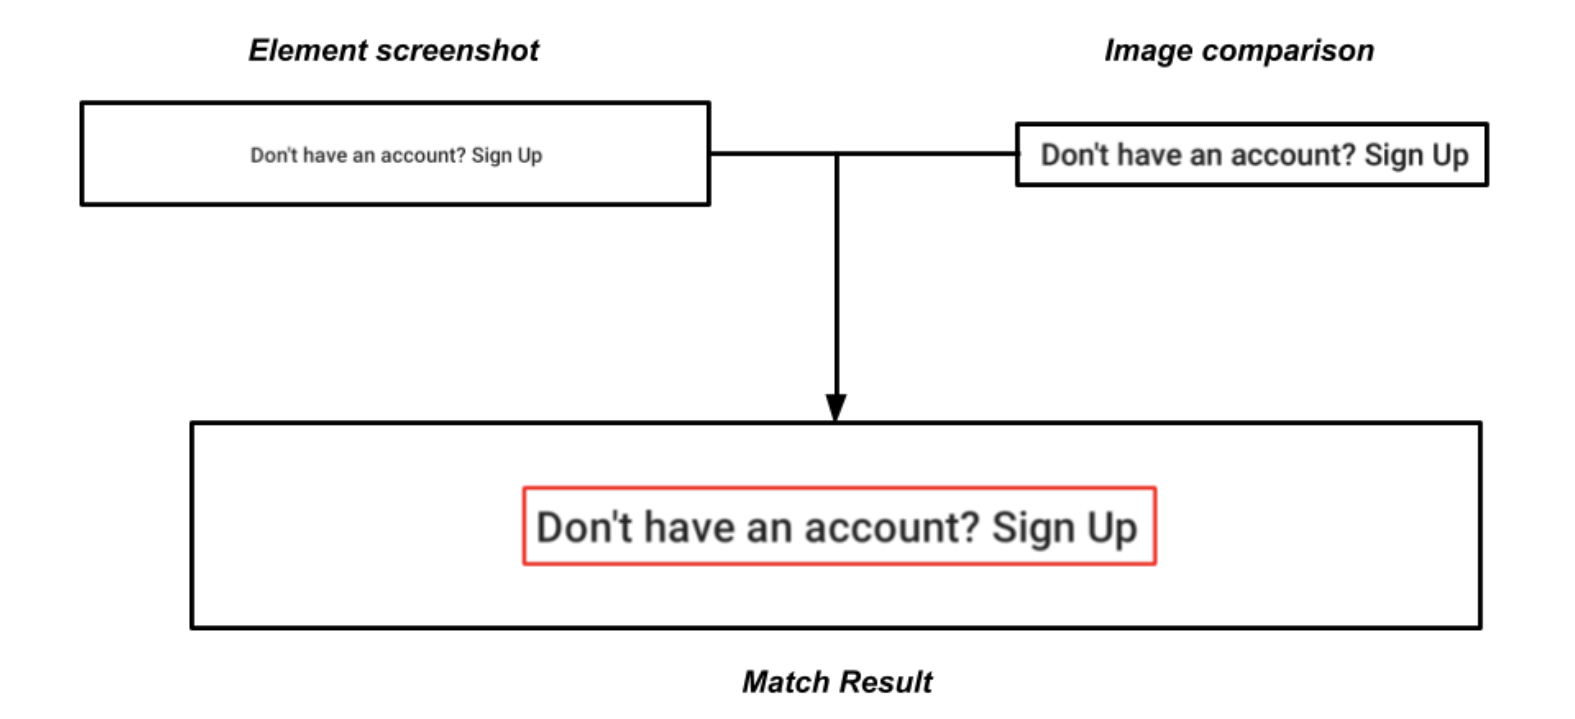 Element screenshot
Image comparison
Don't have an account? Sign Up
Don't have an account? Sign Up
Don't have an account? Sign Up
Match Result